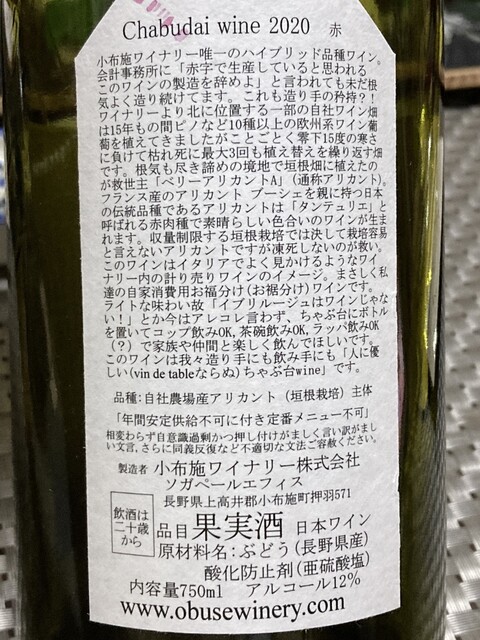 Chabudai wine 2020 赤
小布施ワイナリー唯一のハイブリッド品種ワイン。
会計事務所に「赤字で生産していると思われる
このワインの製造を辞めよ」と言われても未だ根
気よく造り続けてます。これも造り手の矜持?!
ワイナリーより北に位置する一部の自社ワイン畑
は15年もの間ピノなど10種以上の欧州系ワイン葡
萄を植えてきましたがことごとく零下15度の寒さ
に負けて枯れ死に最大3回も植え替えを繰り返す畑
です。根気も尽き諦めの境地で垣根畑に植えたの
が救世主「ベリーアリカントA」(通称アリカント)。
フランス産のアリカント ブーシェを親に持つ日本
の伝統品種であるアリカントは「タンテュリエ」と
呼ばれる赤肉種で素晴らしい色合いのワインが生ま
れます。収量制限する垣根栽培では決して栽培容易
と言えないアリカントですが凍死しないのが救い。
このワインはイタリアでよく見かけるようなワイ
ナリー内の計り売りワインのイメージ。まさしく私
達の自家消費用お福分け(お裾分け)ワインです。
ライトな味わい故「イブリルージュはワインじゃな
い!」とか今はアレコレ言わず、ちゃぶ台にボトル
を置いてコップ飲みOK,茶碗飲みOK,ラッパ飲みOK
(?)で家族や仲間と楽しく飲んでほしいです。
このワインは我々造り手にも飲み手にも「人に優
しい(vin de tableならぬ)ちゃぶ台wine」です。
品種:自社農場産アリカント(垣根栽培)主体
「年間安定供給不可に付き定番メニュー不可」
相変わらず自意識過剰かつ押し付けがましく言い訳がまし
い文言,さらに同義反復など不適切な文法ご容赦ください。
製造者 小布施ワイナリー株式会社
ソガペールエフィス
長野県上高井郡小布施町押羽571
飲酒は
二十歳
から
品目 果実酒 日本ワイン
原材料名:ぶどう(長野県産)
酸化防止剤(亜硫酸塩)
内容量750ml アルコール12%
www.obusewinery.com